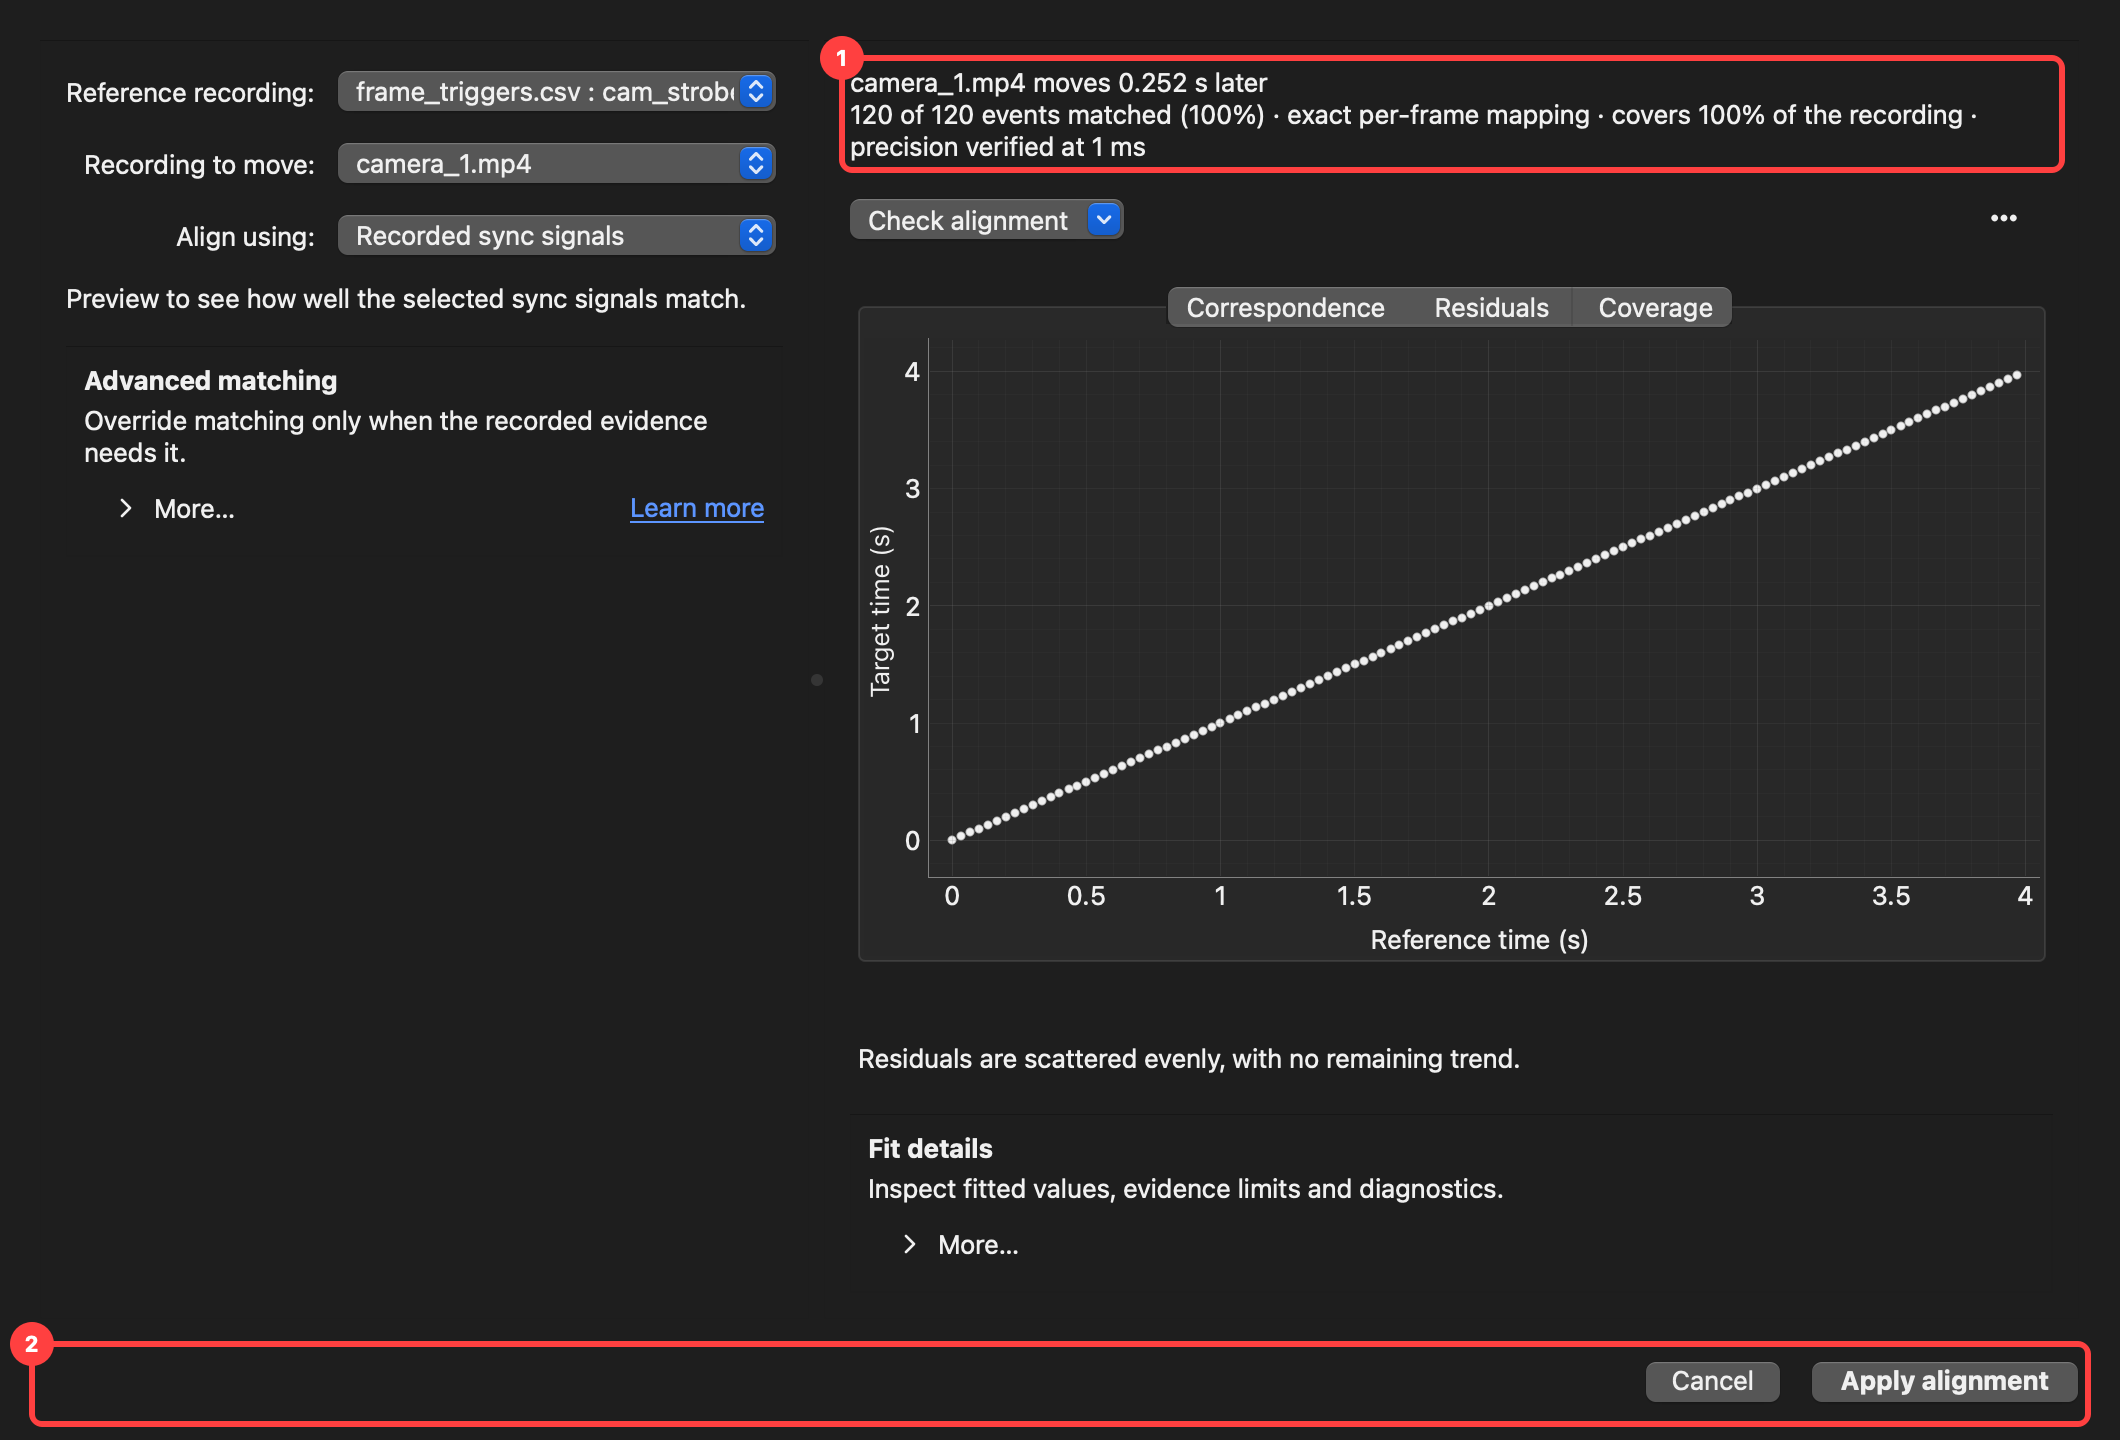 Reference recording:
frame_triggers.csv : cam_strob
Recording to move:
camera_1.mp4
Align using:
Recorded sync signals
Preview to see how well the selected sync signals match.
Advanced matching
Override matching only when the recorded evidence
needs it.
More...
Learn more
1
camera_1.mp4 moves 0.252 s later
120 of 120 events matched (100%) · exact per-frame mapping · covers 100% of the recording ·
precision verified at 1 ms
Check alignment
Correspondence
Residuals
Coverage
Target time (s)
4
3
2
1
0
0
0.5
1
1.5
2
2.5
3
3.5
4
Reference time (s)
Residuals are scattered evenly, with no remaining trend.
Fit details
Inspect fitted values, evidence limits and diagnostics.
More...
2
Cancel
Apply alignment